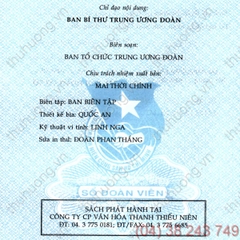 Chỉ đạo nội dung:
BAN BÍ THƯ TRUNG ƯƠNG ĐOÀN
Biên soạn:
BAN TỔ CHỨC TRUNG ƯƠNG ĐOÀN
Chịu trách nhiệm xuất bản:
MAI THỜI CHÍNH
Biên tập: BAN BIÊN TẬP
Thiết kế bìa: QUỐC AN
Kỹ thuật vi tính: LINH NGA
Sửa in thử: ĐOÀN PHAN THẮNG
SỔ ĐOÀN VIÊN
SÁCH PHÁT HÀNH TẠI
CÔNG TY CP VĂN HÓA THANH THIẾU NIÊN
ĐT: 04. 3 775 0181; ĐT/FAX: 04. 3 775 6685
(04) 38 243 749